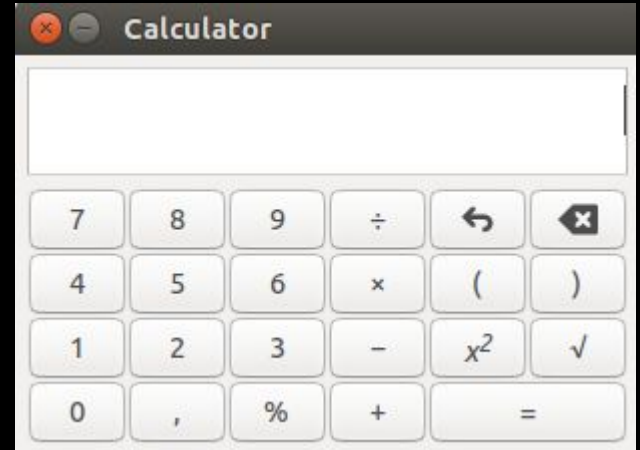 Calculator
7 8 9 ÷
4 5 6 × ( )
1 2 3 − x² √
0 , % + =